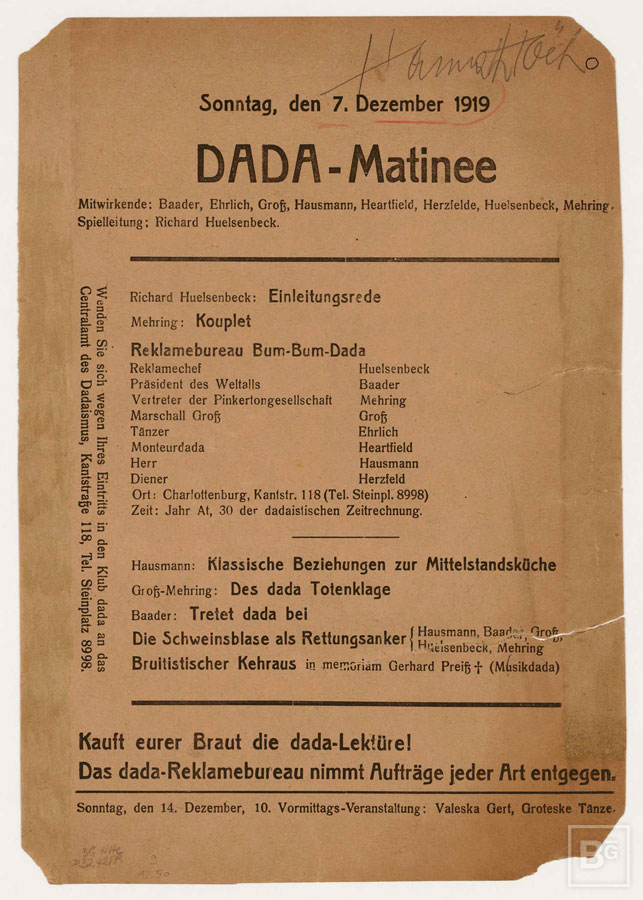 Hannah Höch
Sonntag, den 7. Dezember 1919
DADA-Matinee
Mitwirkende: Baader, Ehrlich, Groß, Hausmann, Heartfield, Herzfelde, Huelsenbeck, Mehring.
Spielleitung: Richard Huelsenbeck.
Wenden Sie sich wegen Ihres Eintritts in den Klub dada an das
Centralamt des Dadaismus, Kantstraße 118, Tel. Steinplatz 8998.
Richard Huelsenbeck: Einleitungsrede
Mehring: Kouplet
Reklamebureau Bum-Bum-Dada
Reklamechef Huelsenbeck
Präsident des Weltalls Baader
Vertreter der Pinkertongesellschaft Mehring
Marschall Groß Groß
Tänzer Ehrlich
Monteurdada Heartfield
Herr Hausmann
Diener Herzfeld
Ort: Charlottenburg, Kantstr. 118 (Tel. Steinpl. 8998)
Zeit: Jahr At, 30 der dadaistischen Zeitrechnung.
Hausmann: Klassische Beziehungen zur Mittelstandsküche
Groß-Mehring: Des dada Totenklage
Baader: Tretet dada bei
Die Schweinsblase als Rettungsanker { Hausmann, Baader, Groß,
Huelsenbeck, Mehring
Bruitistischer Kehraus in memoriam Gerhard Preiß † (Musikdada)
Kauft eurer Braut die dada-Lektüre!
Das dada-Reklamebureau nimmt Aufträge jeder Art entgegen.
Sonntag, den 14. Dezember, 10. Vormittags-Veranstaltung: Valeska Gert, Groteske Tänze.
BG